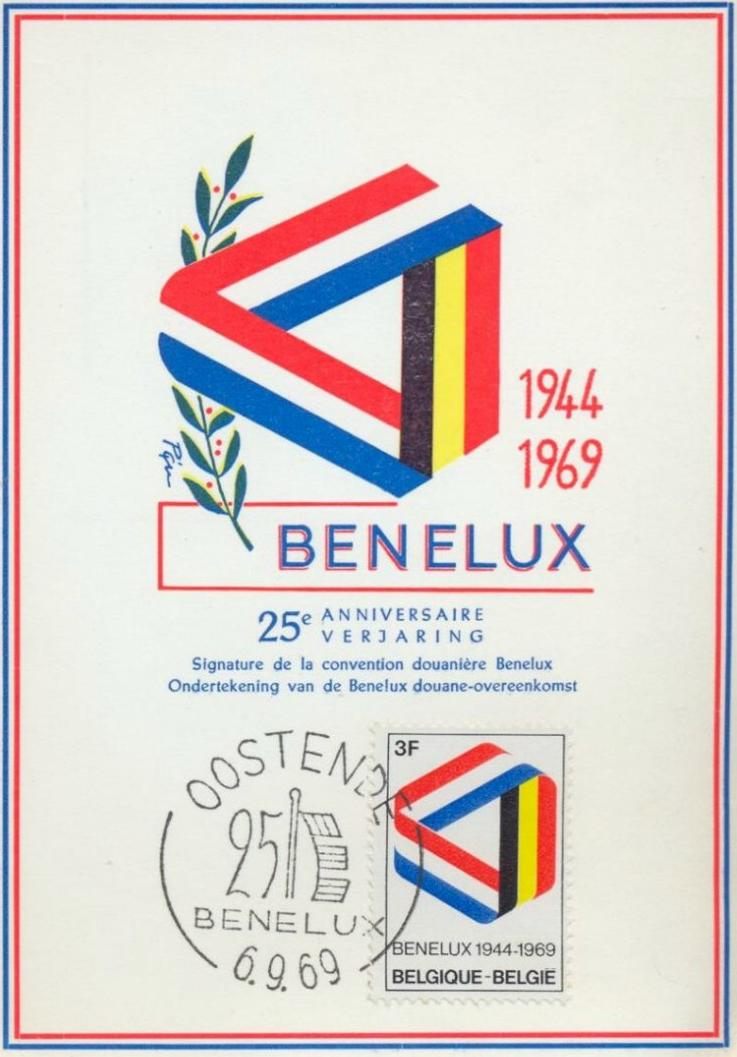 1944
1969
BENELUX
25e ANNIVERSAIRE
VERJARING
Signature de la convention douanière Benelux
Ondertekening van de Benelux douane-overeenkomst
OOSTENDE
25
BENELUX
6.9.69
3F
BENELUX 1944-1969
BELGIQUE-BELGIË